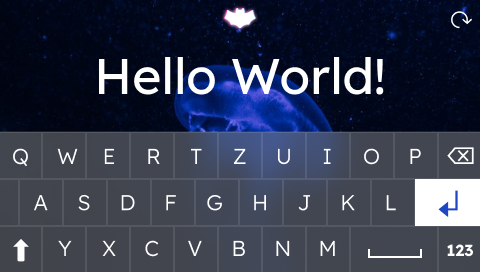 Hello World!
Q W E R T Z U I O P
A S D F G H J K L
Y X C V B N M 123